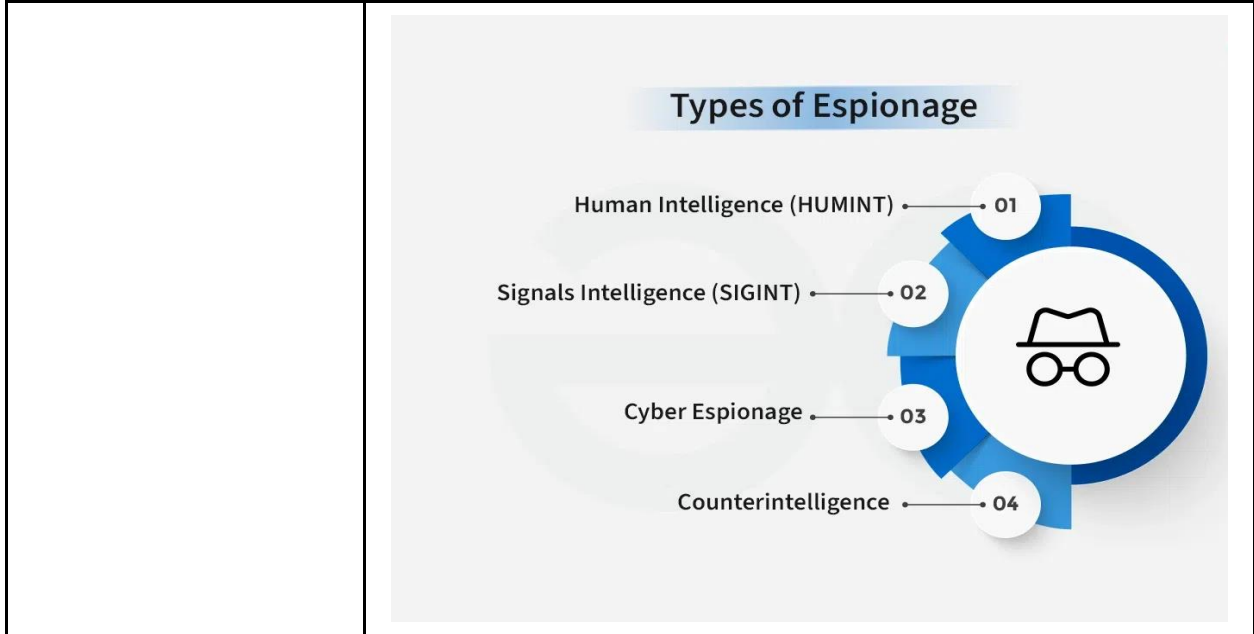 Types of Espionage
Human Intelligence (HUMINT) 01
Signals Intelligence (SIGINT) 02
Cyber Espionage 03
Counterintelligence 04